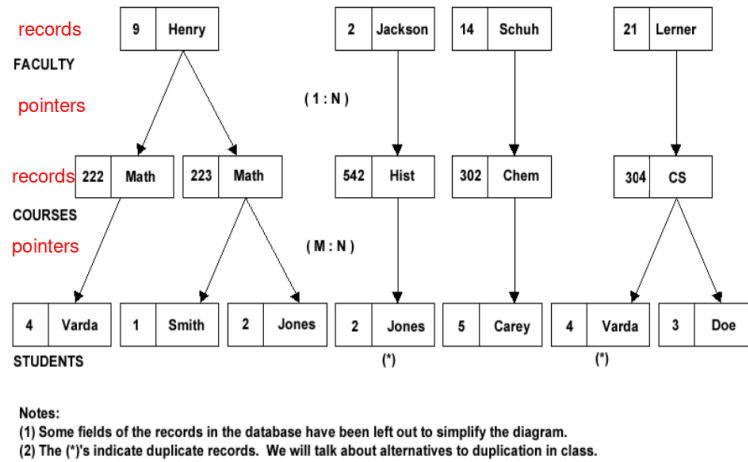 records 9 Henry 2 Jackson 14 Schuh 21 Lerner
FACULTY
pointers ( 1 : N )
records 222 Math 223 Math 542 Hist 302 Chem 304 CS
COURSES
pointers ( M : N )
4 Varda 1 Smith 2 Jones 2 Jones 5 Carey 4 Varda 3 Doe
STUDENTS (*) (*)
Notes:
(1) Some fields of the records in the database have been left out to simplify the diagram.
(2) The (*)'s indicate duplicate records. We will talk about alternatives to duplication in class.